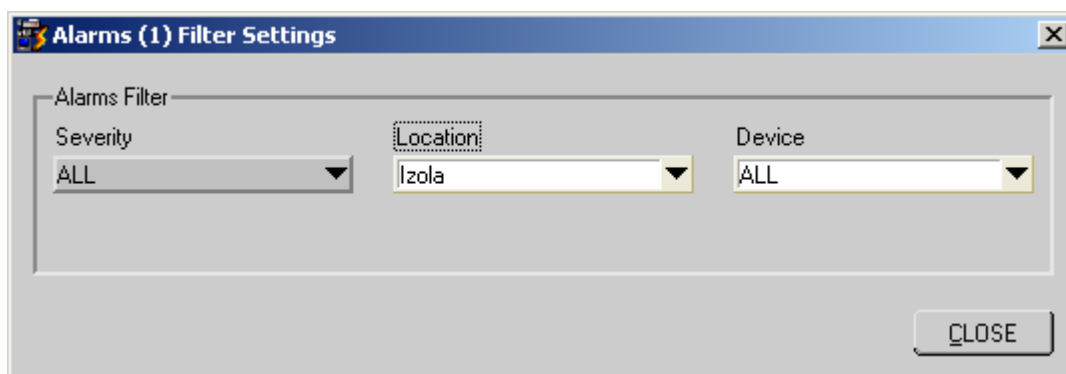 Alarms (1) Filter Settings
Alarms Filter
Severity Location Device
ALL Izola ALL
CLOSE